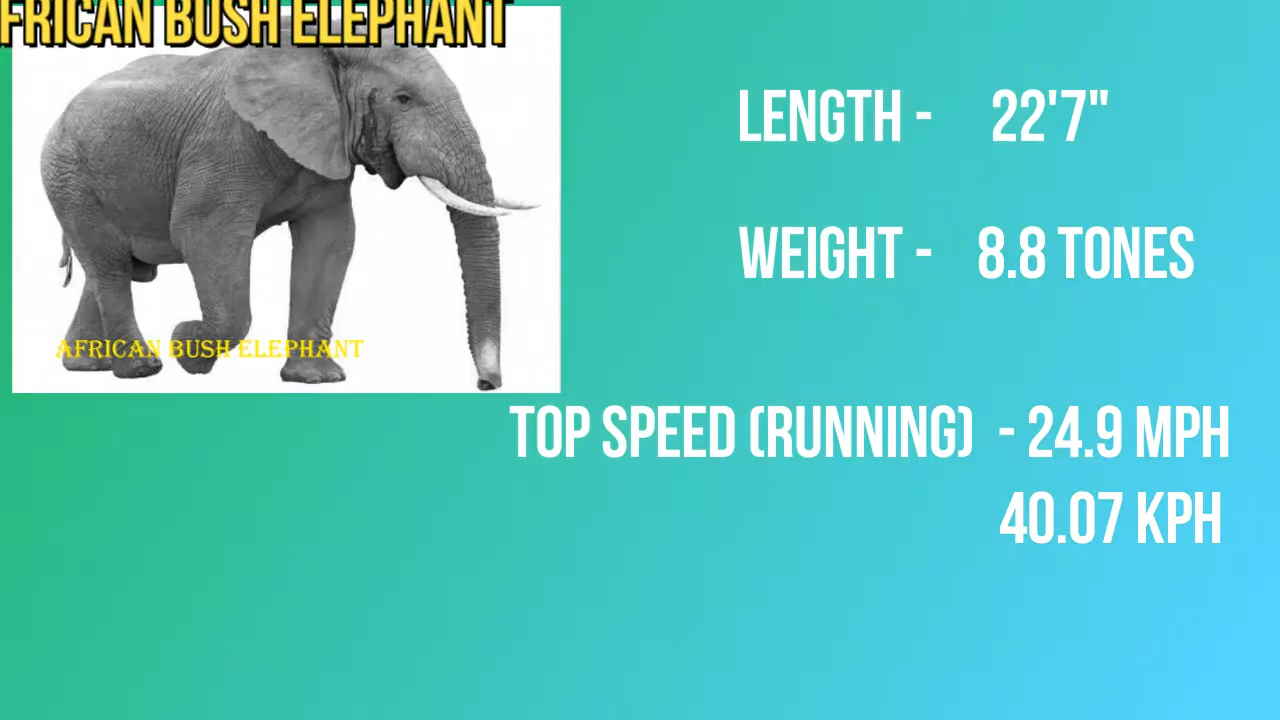 FRICAN BUSH ELEPHANT
LENGTH - 22'7"
WEIGHT - 8.8 TONES
AFRICAN BUSH ELEPHANT
TOP SPEED (RUNNING) - 24.9 MPH
40.07 KPH